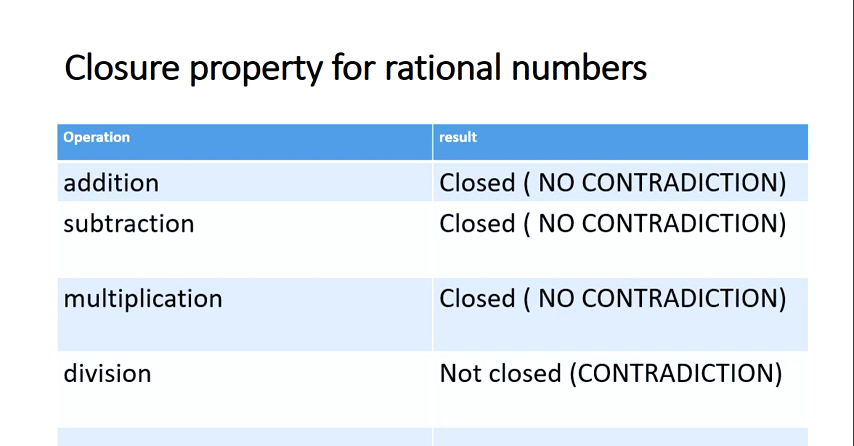 Closure property for rational numbers
Operation result
addition Closed ( NO CONTRADICTION)
subtraction Closed ( NO CONTRADICTION)
multiplication Closed ( NO CONTRADICTION)
division Not closed (CONTRADICTION)